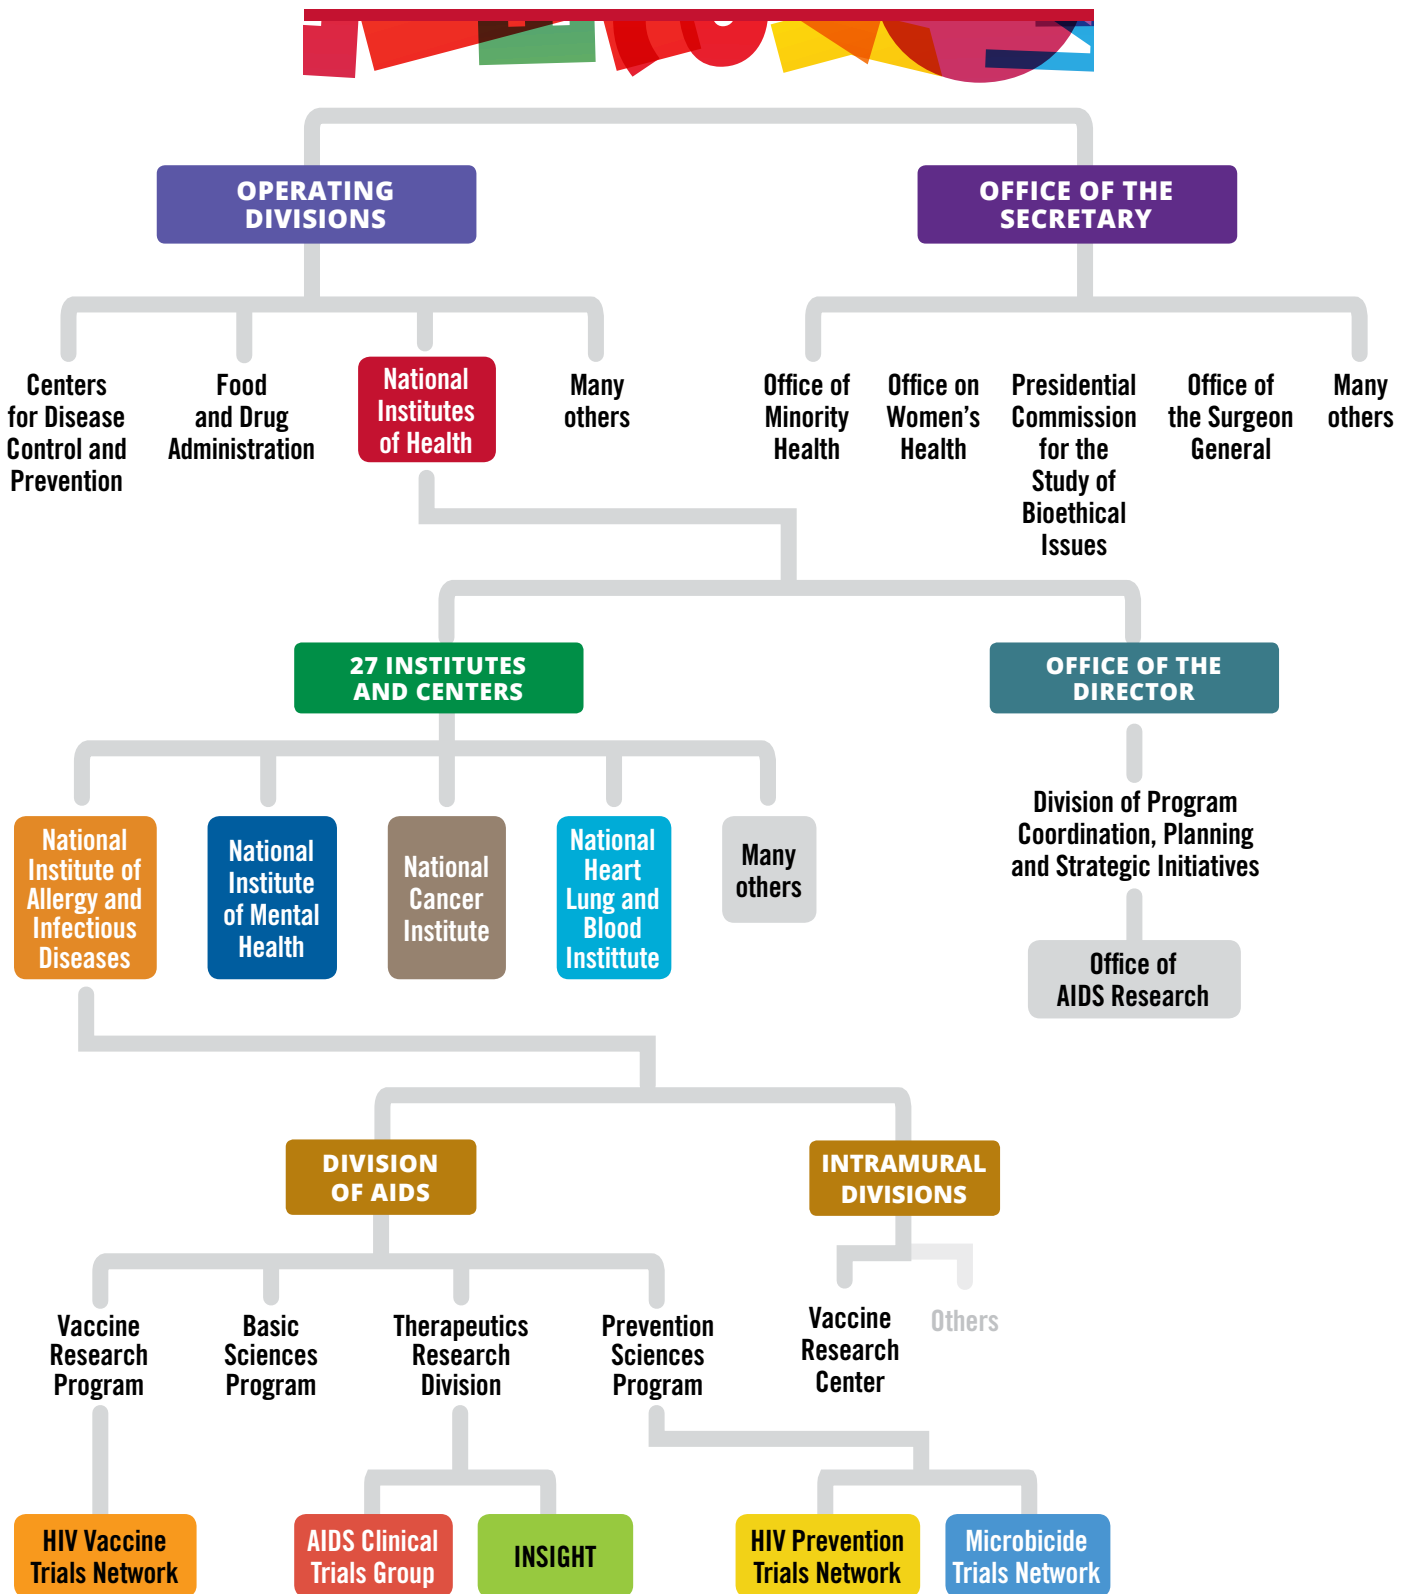 OPERATING
DIVISIONS
OFFICE OF THE
SECRETARY
Centers
for Disease
Control and
Prevention
Food
and Drug
Administration
National
Institutes
of Health
Many
others
Office of
Minority
Health
Office on
Women's
Health
Presidential
Commission
for the
Study of
Bioethical
Issues
Office of
the Surgeon
General
Many
others
27 INSTITUTES
AND CENTERS
OFFICE OF THE
DIRECTOR
National
Institute of
Allergy and
Infectious
Diseases
National
Institute
of Mental
Health
National
Cancer
Institute
National
Heart
Lung and
Blood
Instittute
Many
others
Division of Program
Coordination, Planning
and Strategic Initiatives
Office of
AIDS Research
DIVISION
OF AIDS
INTRAMURAL
DIVISIONS
Vaccine
Research
Program
Basic
Sciences
Program
Therapeutics
Research
Division
Prevention
Sciences
Program
Vaccine
Research
Center
Others
HIV Vaccine
Trials Network
AIDS Clinical
Trials Group
INSIGHT
HIV Prevention
Trials Network
Microbicide
Trials Network